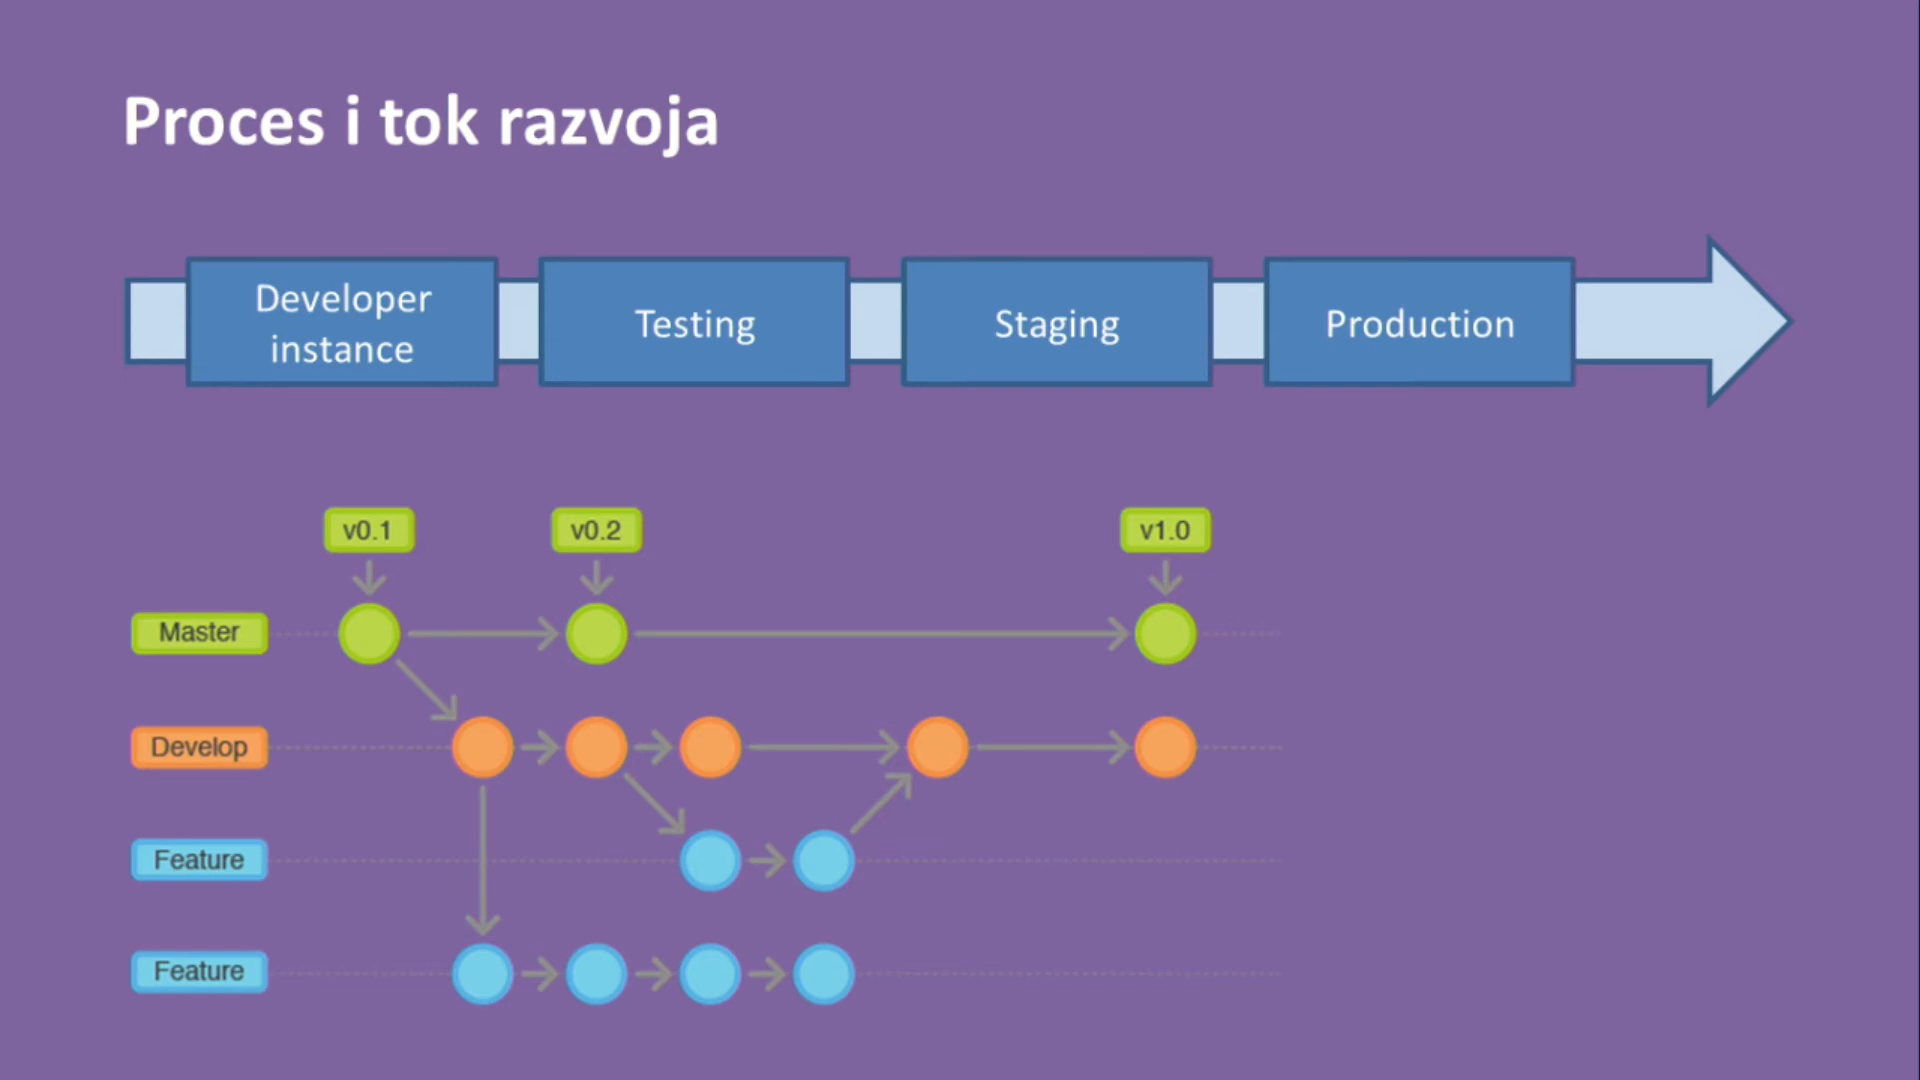 Proces i tok razvoja
Developer
instance
Testing
Staging
Production
v0.1
v0.2
v1.0
Master
Develop
Feature
Feature